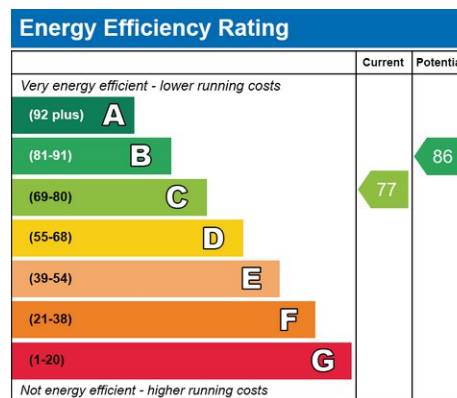 Energy Efficiency Rating
Current Potentia
Very energy efficient - lower running costs
(92 plus) A
(81-91) B 86
(69-80) C 77
(55-68) D
(39-54) E
(21-38) F
(1-20) G
Not energy efficient - higher running costs